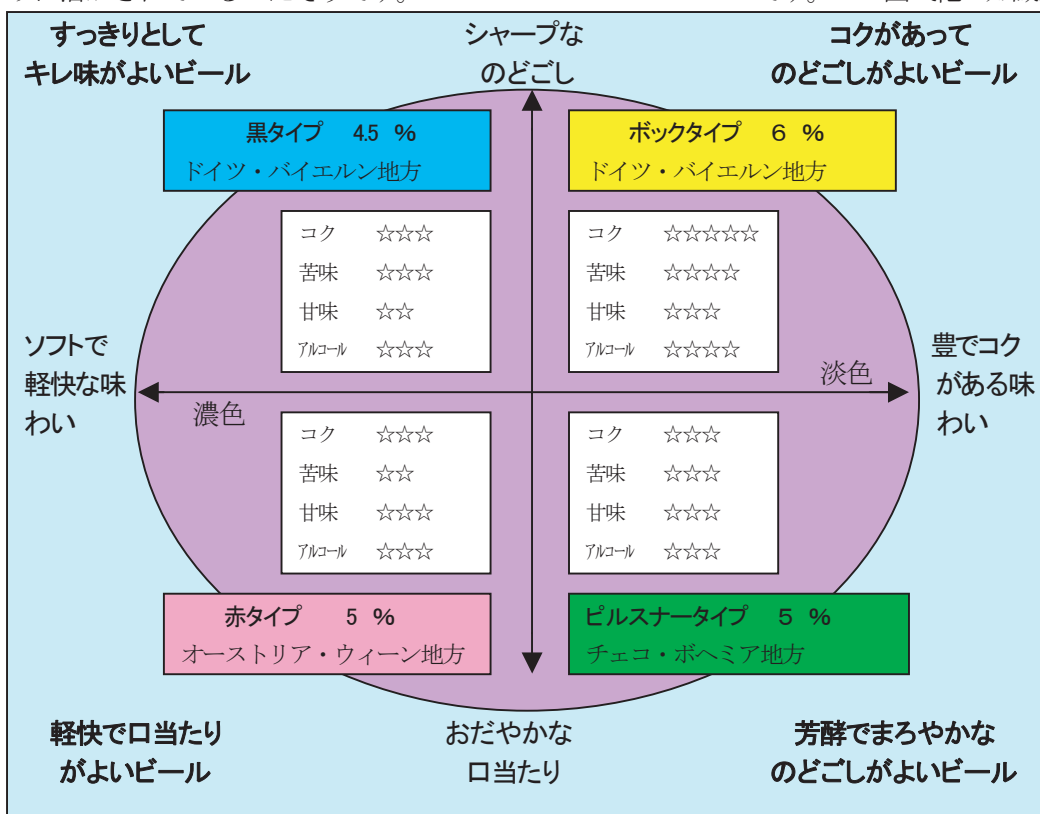 すっきりとして
キレ味がよいビール
シャープな
のどごし
コクがあって
のどごしがよいビール
黒タイプ 4.5 %
ドイツ・バイエルン地方
ボックタイプ 6 %
ドイツ・バイエルン地方
コク ☆☆☆
苦味 ☆☆☆
甘味 ☆☆
アルコール ☆☆☆
コク ☆☆☆☆☆
苦味 ☆☆☆☆
甘味 ☆☆☆
アルコール ☆☆☆☆
ソフトで
軽快な味
わい
濃色
淡色
豊でコク
がある味
わい
コク ☆☆☆
苦味 ☆☆
甘味 ☆☆☆
アルコール ☆☆☆
コク ☆☆☆
苦味 ☆☆☆
甘味 ☆☆☆
アルコール ☆☆☆
赤タイプ 5 %
オーストリア・ウィーン地方
ピルスナータイプ 5 %
チェコ・ボヘミア地方
軽快で口当たり
がよいビール
おだやかな
口当たり
芳酵でまろやかな
のどごしがよいビール